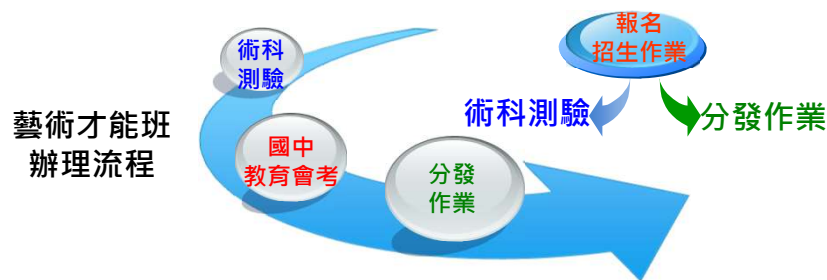 藝術才能班
辦理流程
術科
測驗
國中
教育會考
分發
作業
報名
招生作業
術科測驗
分發作業